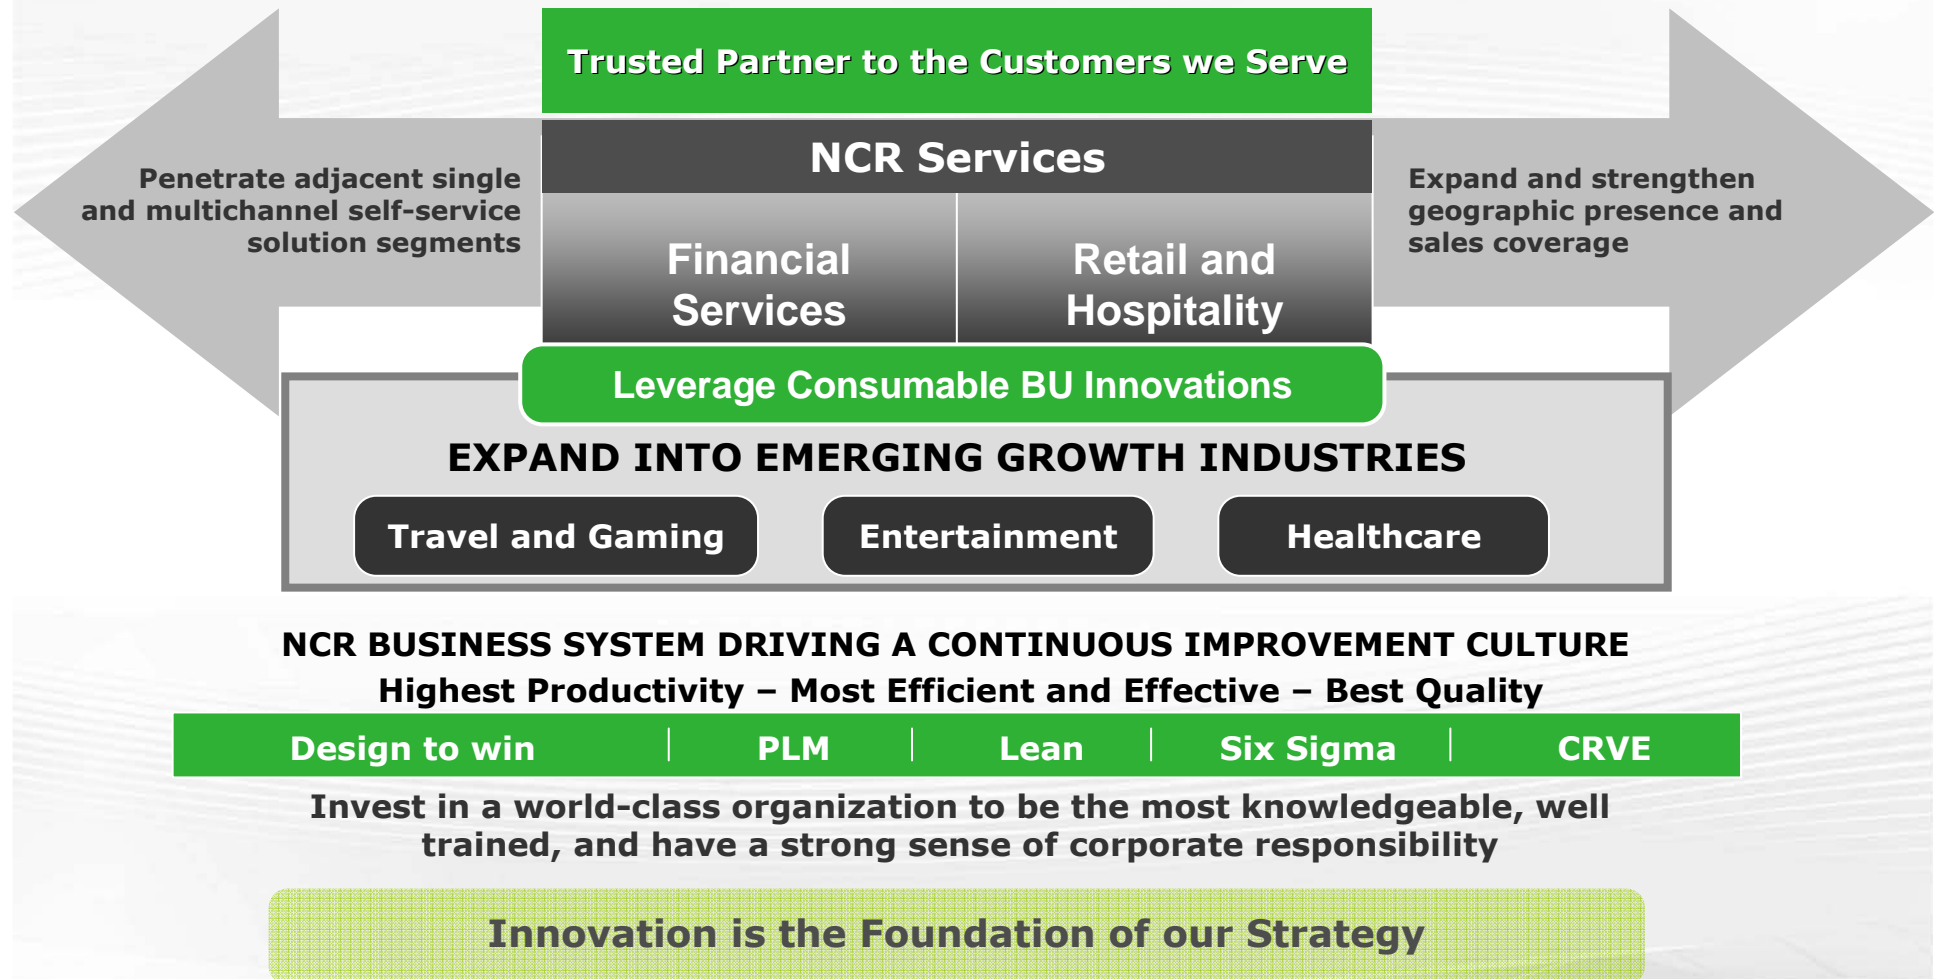 Trusted Partner to the Customers we Serve
NCR Services
Penetrate adjacent single
and multichannel self-service
solution segments
Financial
Services
Retail and
Hospitality
Expand and strengthen
geographic presence and
sales coverage
Leverage Consumable BU Innovations
EXPAND INTO EMERGING GROWTH INDUSTRIES
Travel and Gaming
Entertainment
Healthcare
NCR BUSINESS SYSTEM DRIVING A CONTINUOUS IMPROVEMENT CULTURE
Highest Productivity – Most Efficient and Effective – Best Quality
Design to win
PLM
Lean
Six Sigma
CRVE
Invest in a world-class organization to be the most knowledgeable, well
trained, and have a strong sense of corporate responsibility
Innovation is the Foundation of our Strategy